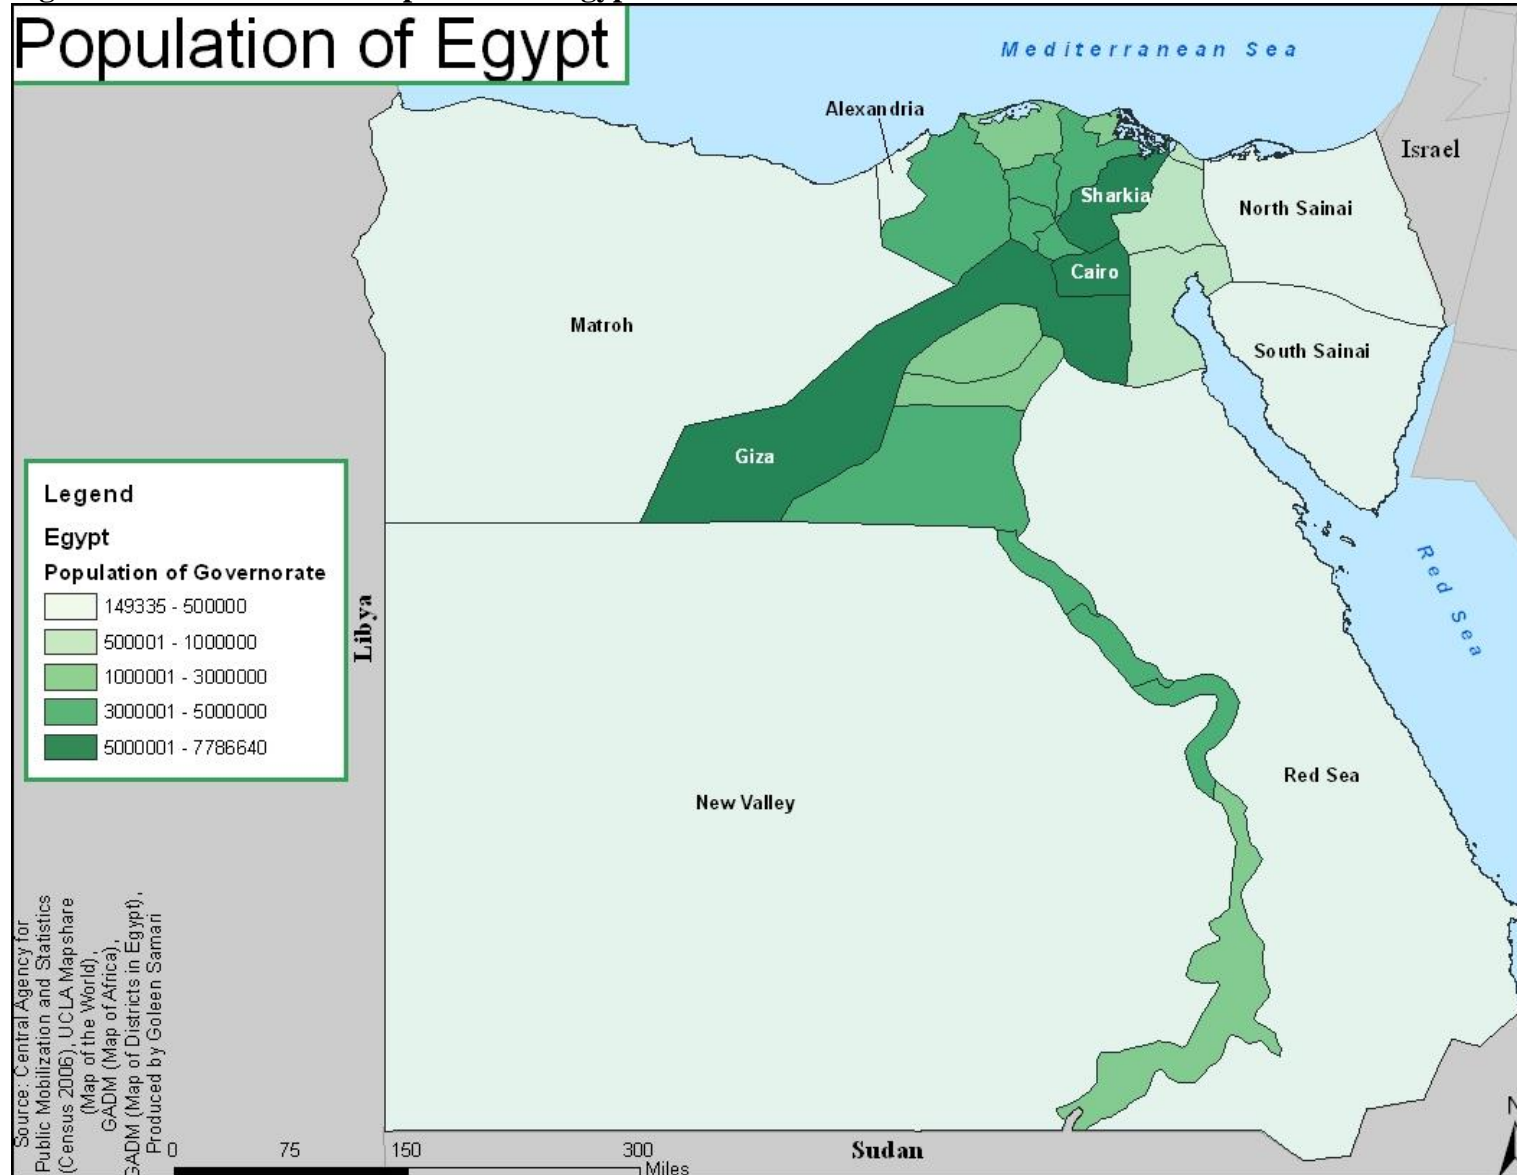 Population of Egypt
Mediterranean Sea
Alexandria
Israel
Sharkia
North Sainai
Cairo
Matroh
South Sainai
Giza
Legend
Egypt
Population of Governorate
149335 - 500000
500001 - 1000000
1000001 - 3000000
3000001 - 5000000
5000001 - 7786640
Libya
Red Sea
New Valley
Red Sea
Source: Central Agency for
Public Mobilization and Statistics
(Census 2006), UCLA Mapshare
(Map of the World),
GADM (Map of Africa),
GADM (Map of Districts in Egypt),
Produced by Goleen Samari
0 75 150 300
Miles
Sudan
N